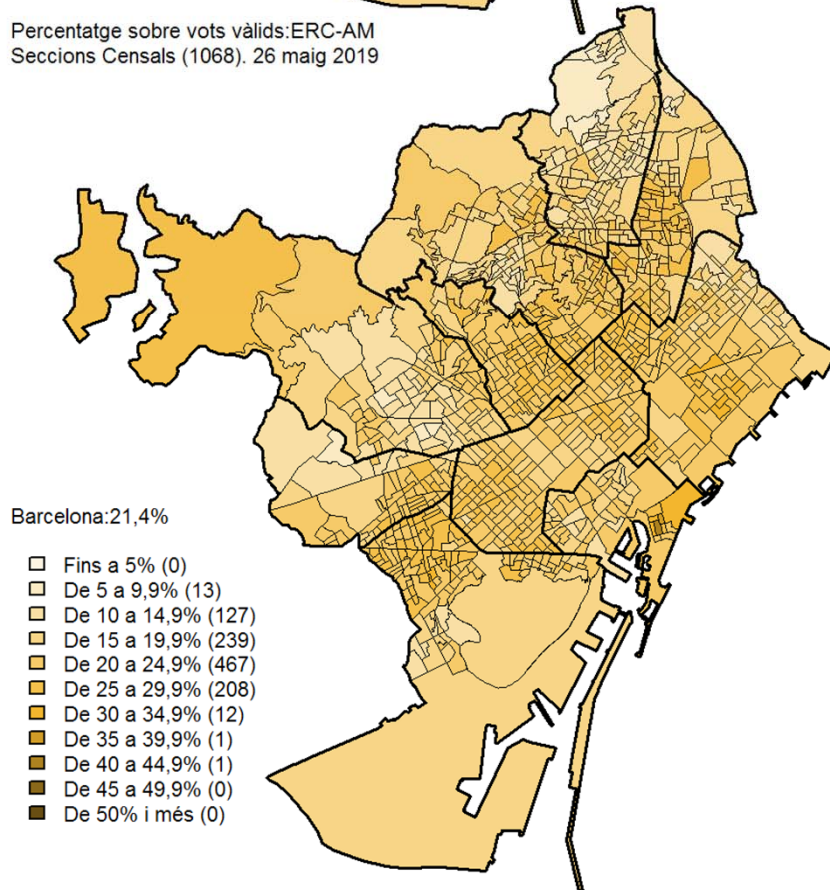 Percentatge sobre vots vàlids:ERC-AM
Seccions Censals (1068). 26 maig 2019
Barcelona:21,4%
Fins a 5% (0)
De 5 a 9,9% (13)
De 10 a 14,9% (127)
De 15 a 19,9% (239)
De 20 a 24,9% (467)
De 25 a 29,9% (208)
De 30 a 34,9% (12)
De 35 a 39,9% (1)
De 40 a 44,9% (1)
De 45 a 49,9% (0)
De 50% i més (0)